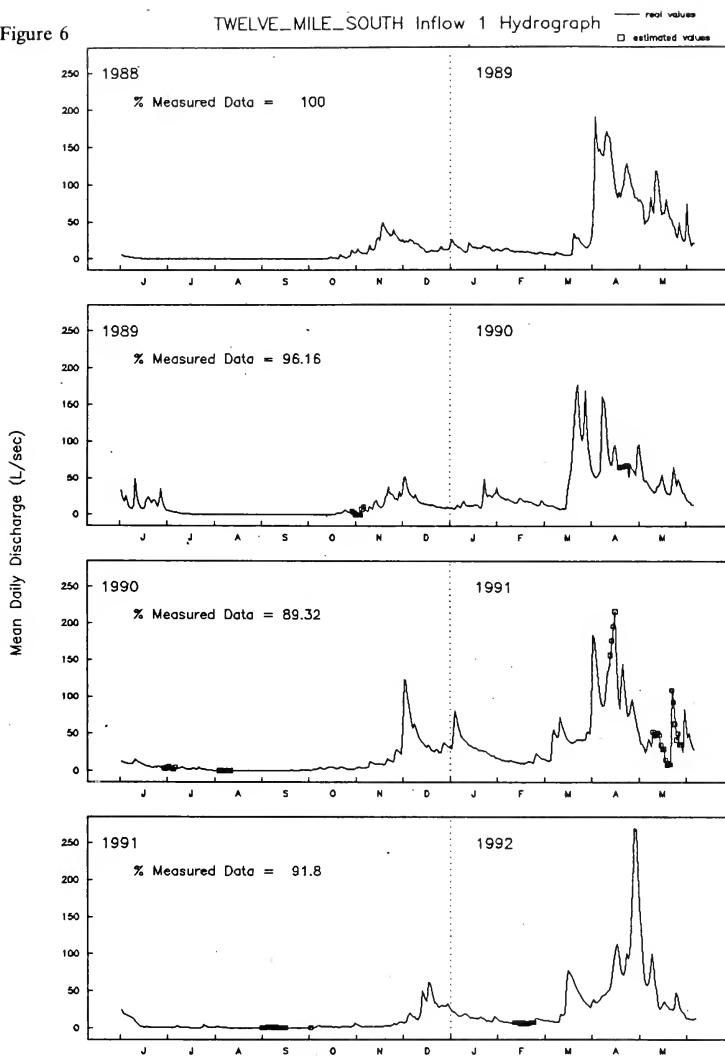 Figure 6
TWELVE_MILE_SOUTH Inflow 1 Hydrograph
real values
estimated values
Mean Daily Discharge (L/sec)
1988
1989
% Measured Data = 100
250
200
150
100
50
0
J J A S O N D J F M A M
1989
1990
% Measured Data = 96.16
250
200
150
100
50
0
J J A S O N D J F M A M
1990
1991
% Measured Data = 89.32
250
200
150
100
50
0
J J A S O N D J F M A M
1991
1992
% Measured Data = 91.8
250
200
150
100
50
0
J J A S O N D J F M A M